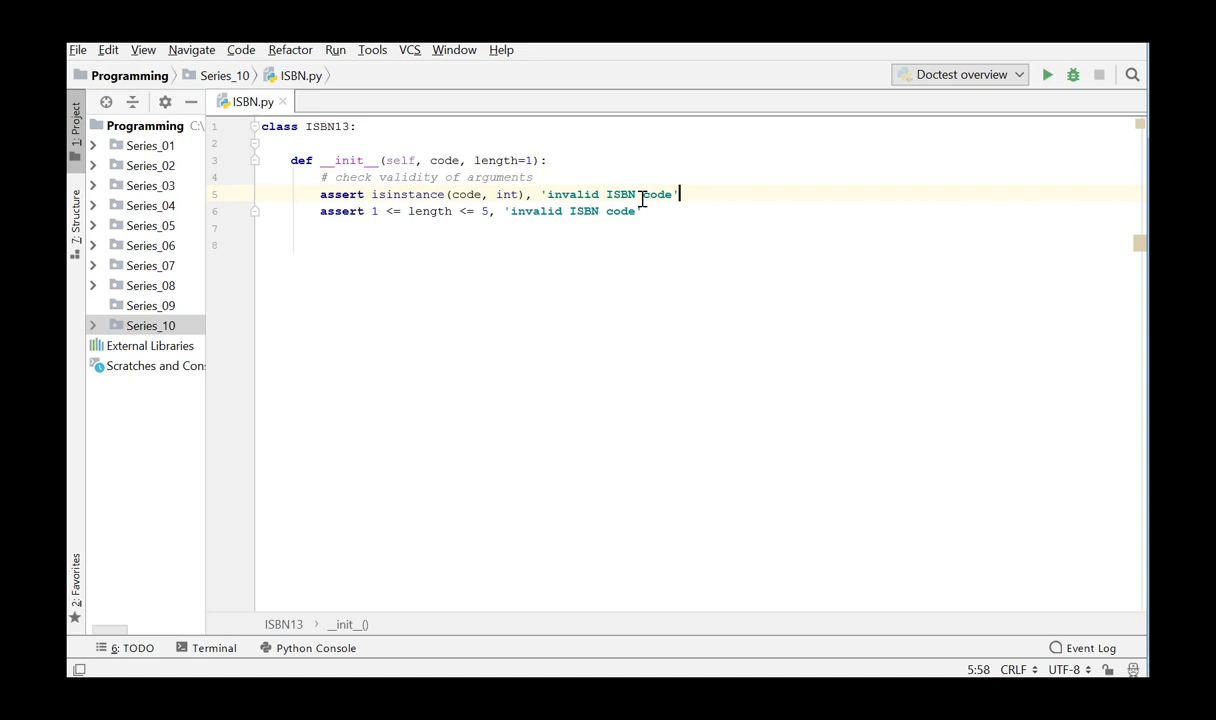 File Edit View Navigate Code Refactor Run Tools VCS Window Help
Programming Series_10 ISBN.py Doctest overview
1: Project
ISBN.py
Programming C:\
Series_01
Series_02
Series_03
Series_04
Series_05
Series_06
Series_07
Series_08
Series_09
Series_10
External Libraries
Scratches and Con
7: Structure
2: Favorites
1 class ISBN13:
2
3 def __init__(self, code, length=1):
4 # check validity of arguments
5 assert isinstance(code, int), 'invalid ISBN code'
6 assert 1 <= length <= 5, 'invalid ISBN code'
7
8
ISBN13 __init__()
6: TODO Terminal Python Console Event Log
5:58 CRLF UTF-8